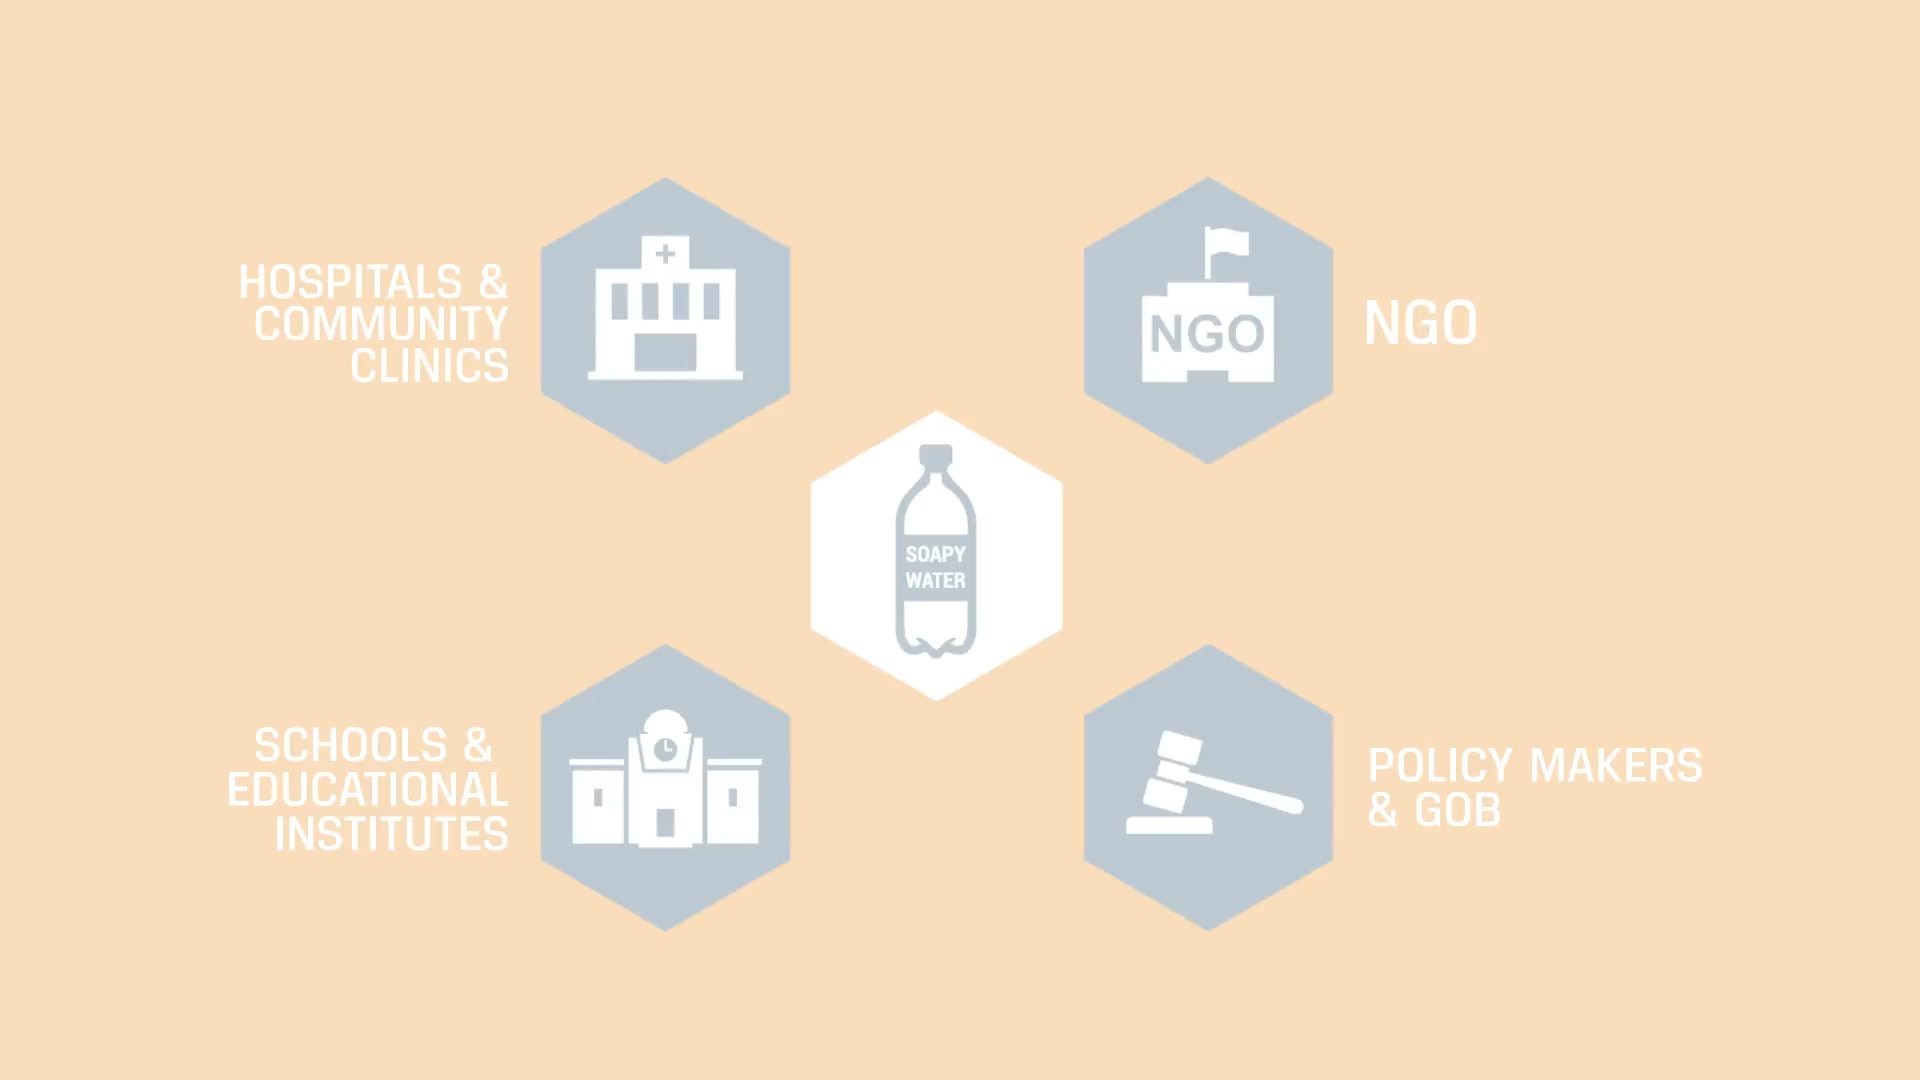 HOSPITALS &
COMMUNITY
CLINICS
NGO
NGO
SOAPY
WATER
SCHOOLS &
EDUCATIONAL
INSTITUTES
POLICY MAKERS
& GOB